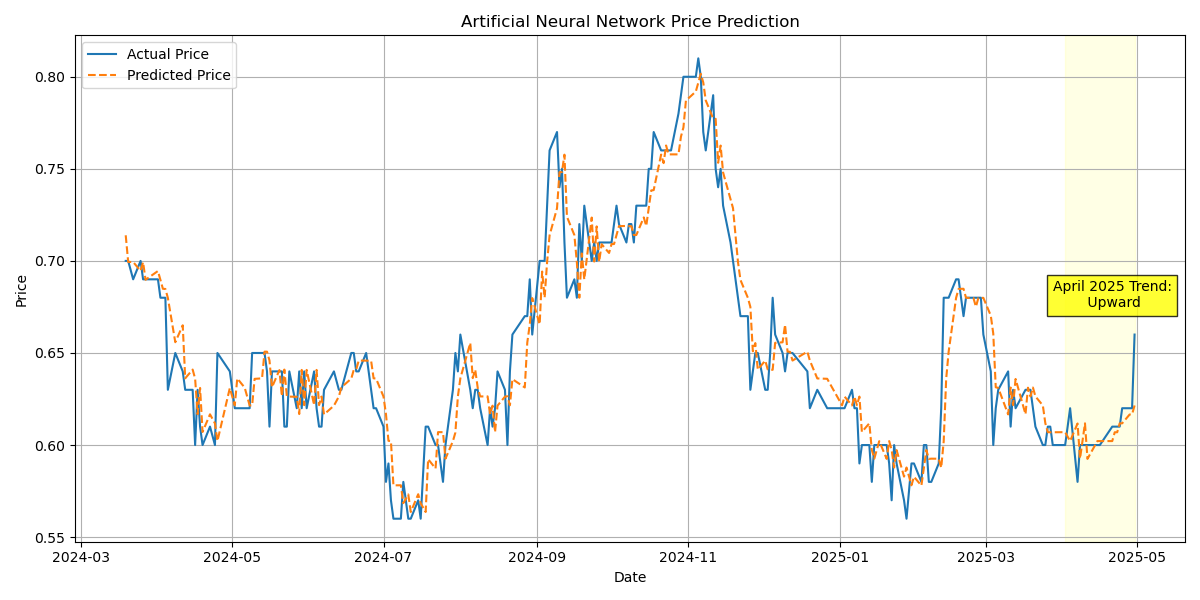 Artificial Neural Network Price Prediction
Actual Price
Predicted Price
April 2025 Trend:
Upward
Price
0.80
0.75
0.70
0.65
0.60
0.55
2024-03
2024-05
2024-07
2024-09
2024-11
2025-01
2025-03
2025-05
Date